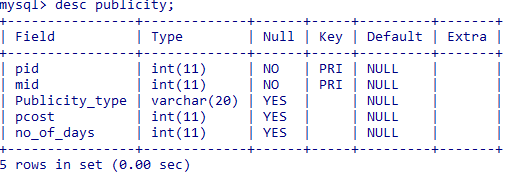 mysql> desc publicity;
+----------------+-------------+------+-----+---------+-------+
| Field          | Type        | Null | Key | Default | Extra |
+----------------+-------------+------+-----+---------+-------+
| pid            | int(11)     | NO   | PRI | NULL    |       |
| mid            | int(11)     | NO   | PRI | NULL    |       |
| Publicity_type | varchar(20) | YES  |     | NULL    |       |
| pcost          | int(11)     | YES  |     | NULL    |       |
| no_of_days     | int(11)     | YES  |     | NULL    |       |
+----------------+-------------+------+-----+---------+-------+
5 rows in set (0.00 sec)